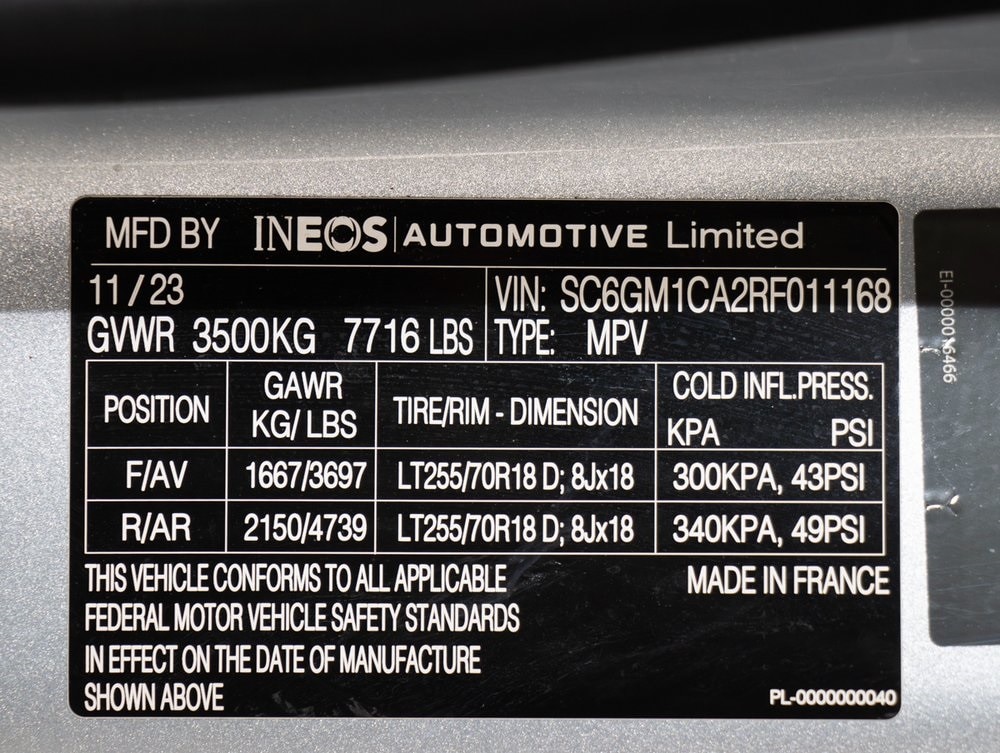 MFD BY INEOS | AUTOMOTIVE Limited
11/23
VIN: SC6GM1CA2RF011168
GVWR 3500KG 7716 LBS
TYPE: MPV
POSITION GAWR KG/LBS TIRE/RIM - DIMENSION COLD INFL.PRESS. KPA PSI
F/AV 1667/3697 LT255/70R18 D; 8Jx18 300KPA, 43PSI
R/AR 2150/4739 LT255/70R18 D; 8Jx18 340KPA, 49PSI
THIS VEHICLE CONFORMS TO ALL APPLICABLE
FEDERAL MOTOR VEHICLE SAFETY STANDARDS
IN EFFECT ON THE DATE OF MANUFACTURE
SHOWN ABOVE
MADE IN FRANCE
PL-0000000040